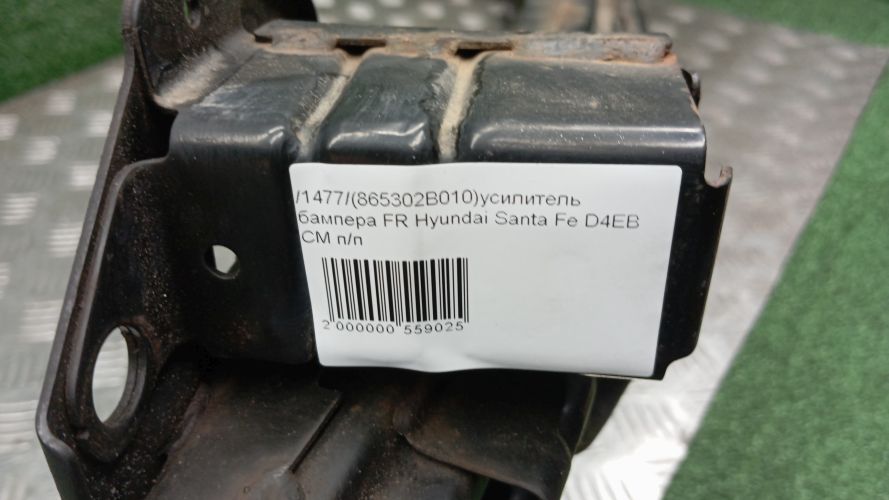 /1477/(865302B010)усилитель
бампера FR Hyundai Santa Fe D4EB
CM п/п
2 000000 559025